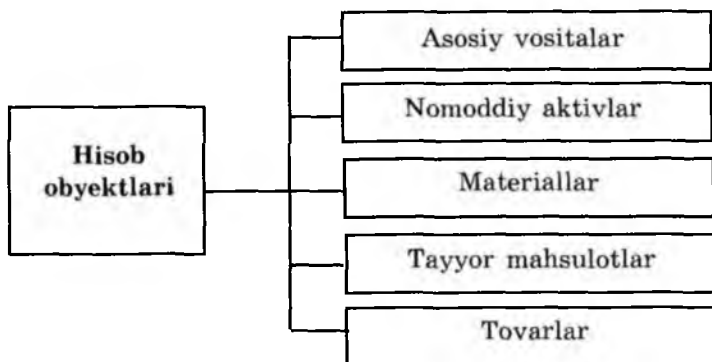 Hisob
obyektlari
Asosiy vositalar
Nomoddiy aktivlar
Materiallar
Tayyor mahsulotlar
Tovarlar